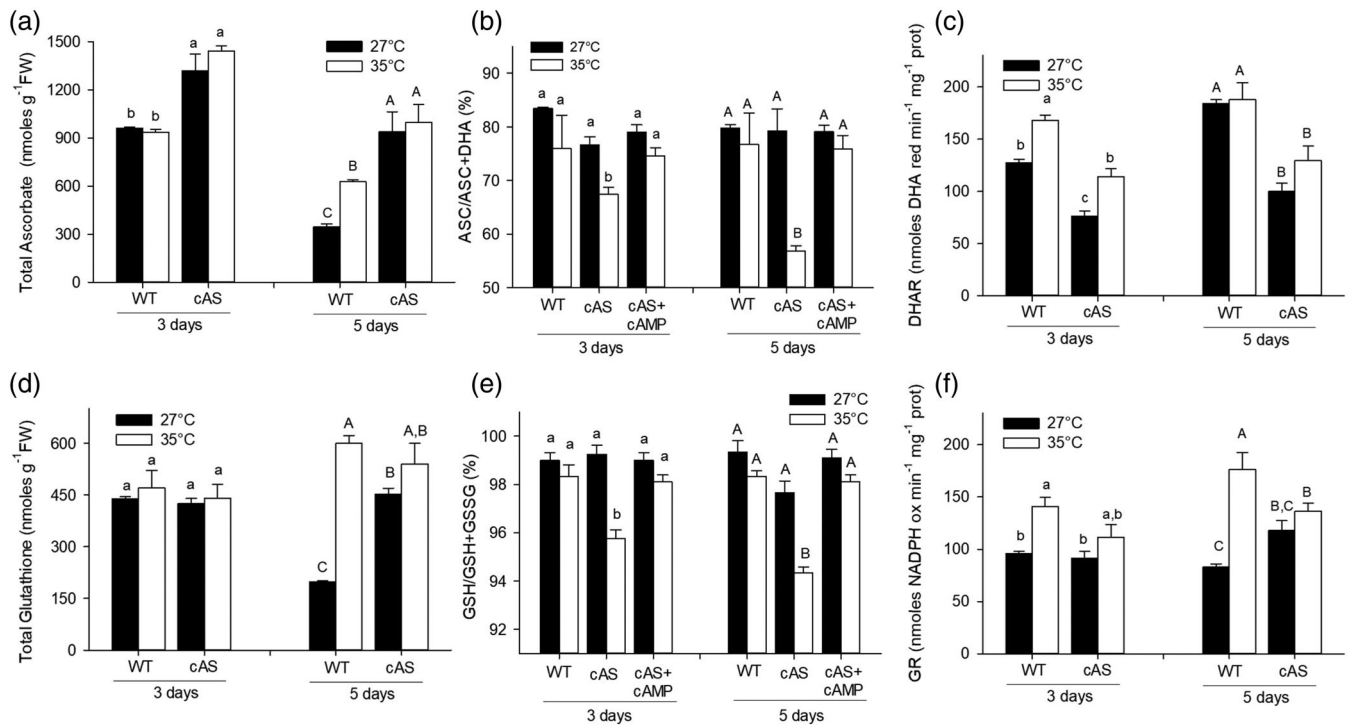 (a)
Total Ascorbate (nmoles g⁻¹FW)
1500
1200
900
600
300
0
27°C
35°C
b b a a
C B A A
WT cAS WT cAS
3 days 5 days
(b)
ASC/ASC+DHA (%)
90
80
70
60
50
27°C
35°C
a a a b a a
A A A B A A
WT cAS cAS+ WT cAS cAS+
cAMP cAMP
3 days 5 days
(c)
DHAR (nmoles DHA red min⁻¹ mg⁻¹ prot)
200
150
100
50
0
27°C
35°C
b a c b
A A B B
WT cAS WT cAS
3 days 5 days
(d)
Total Glutathione (nmoles g⁻¹FW)
600
450
300
150
0
27°C
35°C
a a a a
C A B A,B
WT cAS WT cAS
3 days 5 days
(e)
GSH/GSH+GSSG (%)
100
98
96
94
92
91
27°C
35°C
a a a b a a
A A A B A A
WT cAS cAS+ WT cAS cAS+
cAMP cAMP
3 days 5 days
(f)
GR (nmoles NADPH ox min⁻¹ mg⁻¹ prot)
200
150
100
50
0
27°C
35°C
b a b a,b
C A B,C B
WT cAS WT cAS
3 days 5 days